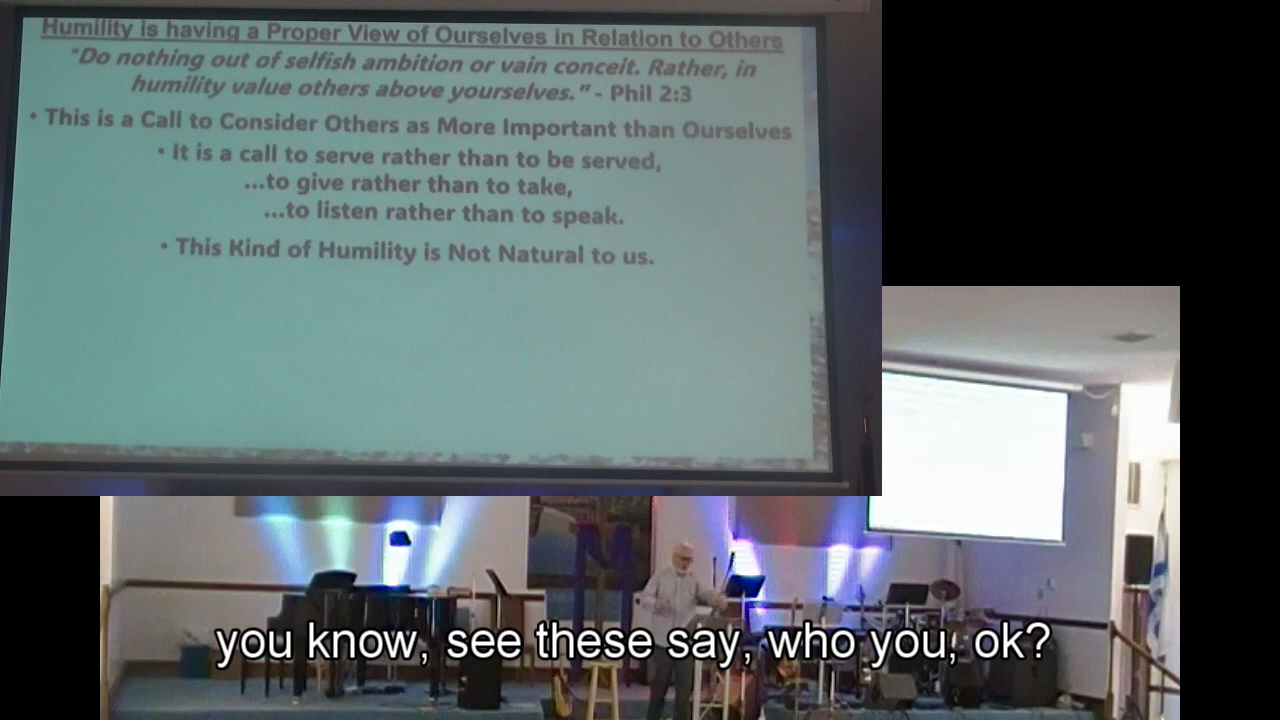 Humility is having a Proper View of Ourselves in Relation to Others
"Do nothing out of selfish ambition or vain conceit. Rather, in
humility value others above yourselves." - Phil 2:3
• This is a Call to Consider Others as More Important than Ourselves
• It is a call to serve rather than to be served,
...to give rather than to take,
...to listen rather than to speak.
• This Kind of Humility is Not Natural to us.
you know, see these say, who you, ok?